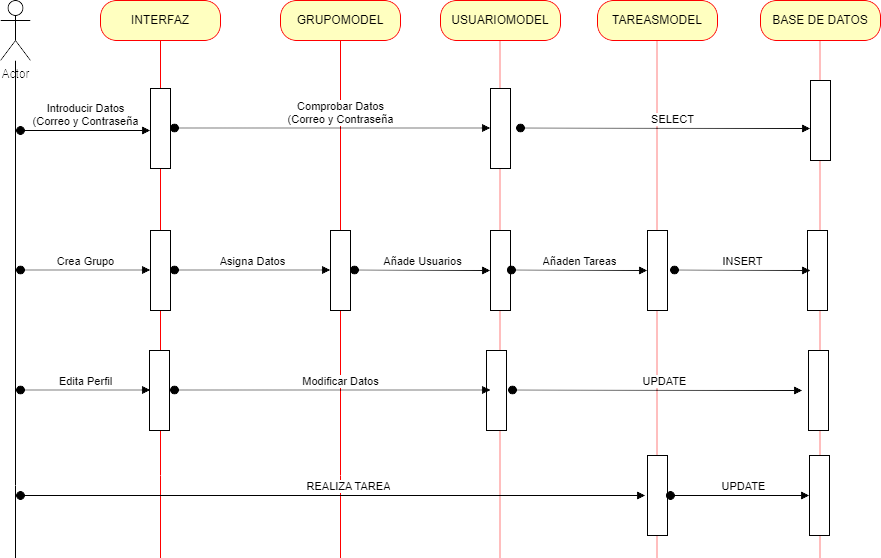 INTERFAZ
GRUPOMODEL
USUARIOMODEL
TAREASMODEL
BASE DE DATOS
Actor
Introducir Datos
(Correo y Contraseña
Comprobar Datos
(Correo y Contraseña
SELECT
Crea Grupo
Asigna Datos
Añade Usuarios
Añaden Tareas
INSERT
Edita Perfil
Modificar Datos
UPDATE
REALIZA TAREA
UPDATE